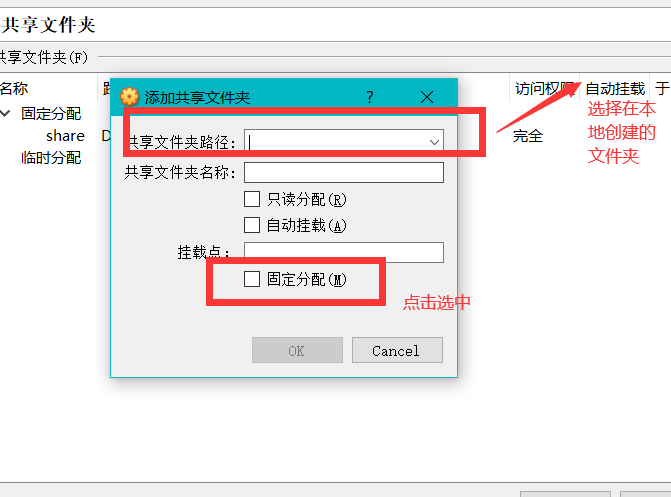 共享文件夹
共享文件夹(F)
名称
访问权限
自动挂载
于
固定分配
share
D
完全
临时分配
添加共享文件夹
?
共享文件夹路径:
共享文件夹名称:
只读分配(R)
自动挂载(A)
挂载点:
固定分配(M)
OK
Cancel
选择在本
地创建的
文件夹
点击选中